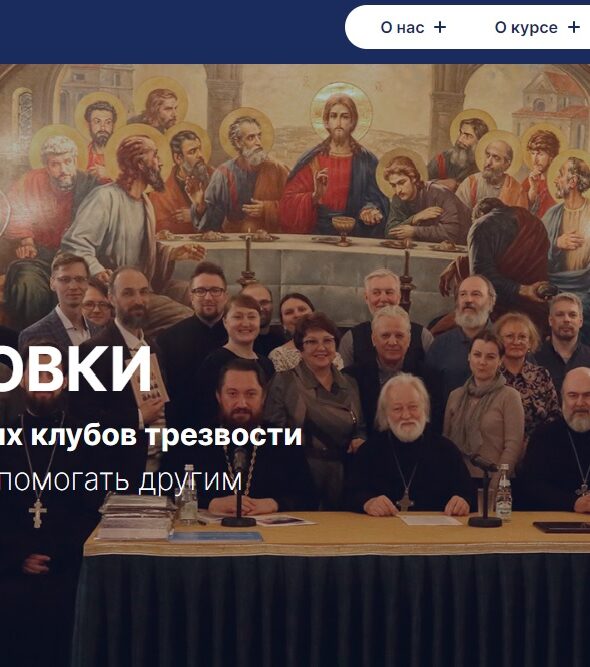 О нас + О курсе +
ОВКИ
их клубов трезвости
помогать другим